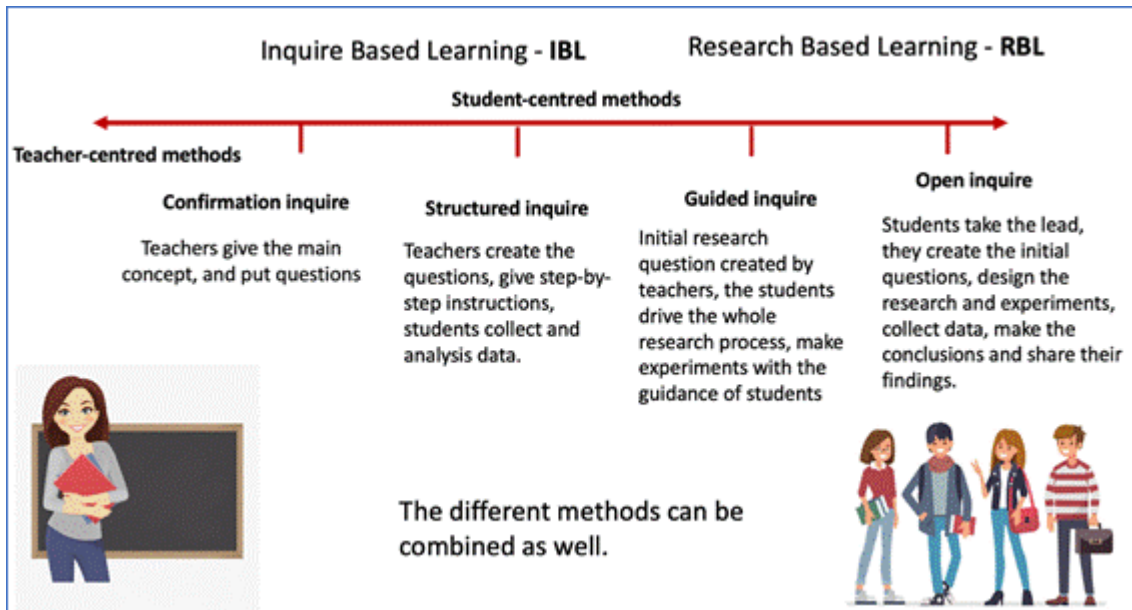 Inquire Based Learning - IBL
Research Based Learning - RBL
Student-centred methods
Teacher-centred methods
Confirmation inquire
Teachers give the main
concept, and put questions
Structured inquire
Teachers create the
questions, give step-by-
step instructions,
students collect and
analysis data.
Guided inquire
Initial research
question created by
teachers, the students
drive the whole
research process, make
experiments with the
guidance of students
Open inquire
Students take the lead,
they create the initial
questions, design the
research and experiments,
collect data, make the
conclusions and share their
findings.
The different methods can be
combined as well.